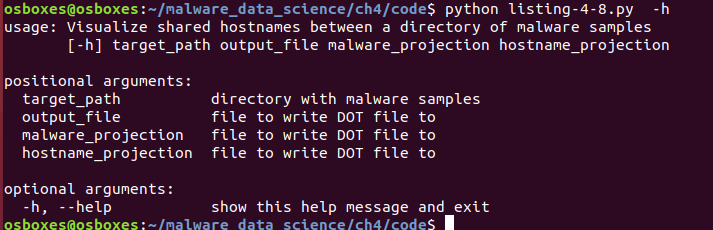 osboxes@osboxes:~/malware_data_science/ch4/code$ python listing-4-8.py  -h
usage: Visualize shared hostnames between a directory of malware samples
       [-h] target_path output_file malware_projection hostname_projection

positional arguments:
  target_path          directory with malware samples
  output_file          file to write DOT file to
  malware_projection   file to write DOT file to
  hostname_projection  file to write DOT file to

optional arguments:
  -h, --help           show this help message and exit
osboxes@osboxes:~/malware_data_science/ch4/code$